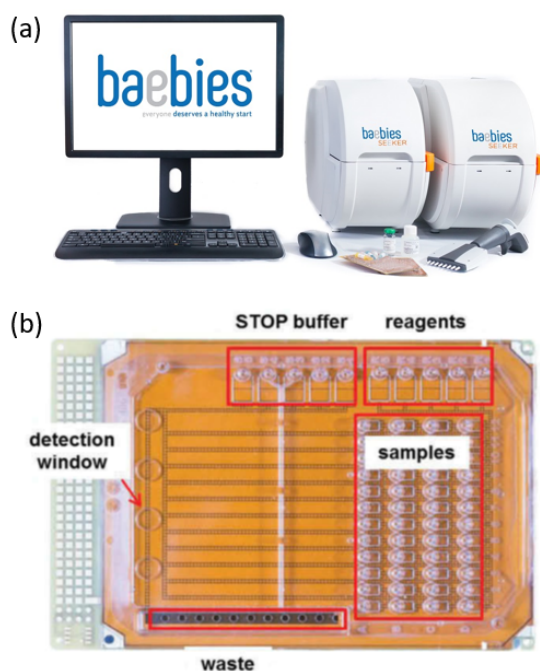 (a)
baebies
everyone deserves a healthy start
baebies
SEEKER
baebies
SEEKER
(b)
STOP buffer reagents
detection
window
samples
waste